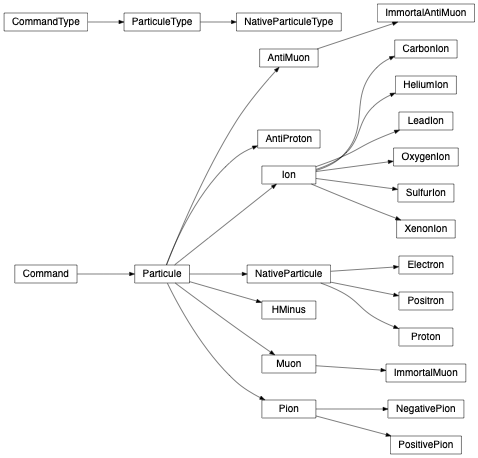 ImmortalAntiMuon
CommandType
ParticuleType
NativeParticuleType
CarbonIon
AntiMuon
HeliumIon
LeadIon
AntiProton
OxygenIon
Ion
SulfurIon
XenonIon
Electron
Command
Particule
NativeParticule
Positron
HMinus
Proton
Muon
ImmortalMuon
Pion
NegativePion
PositivePion